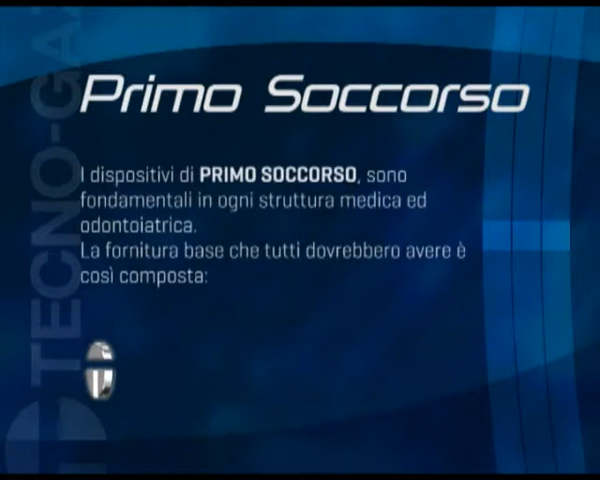 Primo Soccorso
I dispositivi di PRIMO SOCCORSO, sono
fondamentali in ogni struttura medica ed
odontoiatrica.
La fornitura base che tutti dovrebbero avere è
così composta:
TECNO-GAZ